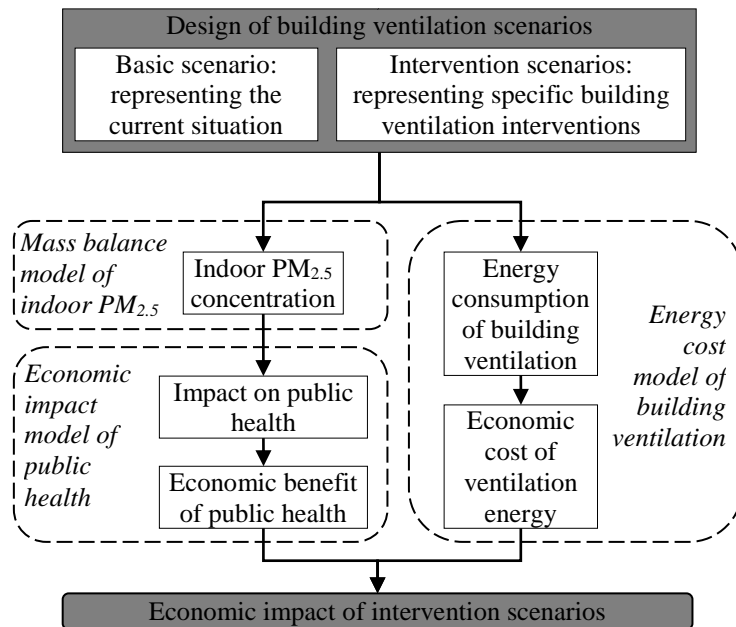 Design of building ventilation scenarios
Basic scenario:
representing the
current situation
Intervention scenarios:
representing specific building
ventilation interventions
Mass balance
model of
indoor PM2.5
Indoor PM2.5
concentration
Economic
impact
model of
public
health
Impact on public
health
Economic benefit
of public health
Energy
consumption
of building
ventilation
Economic
cost of
ventilation
energy
Energy
cost
model of
building
ventilation
Economic impact of intervention scenarios